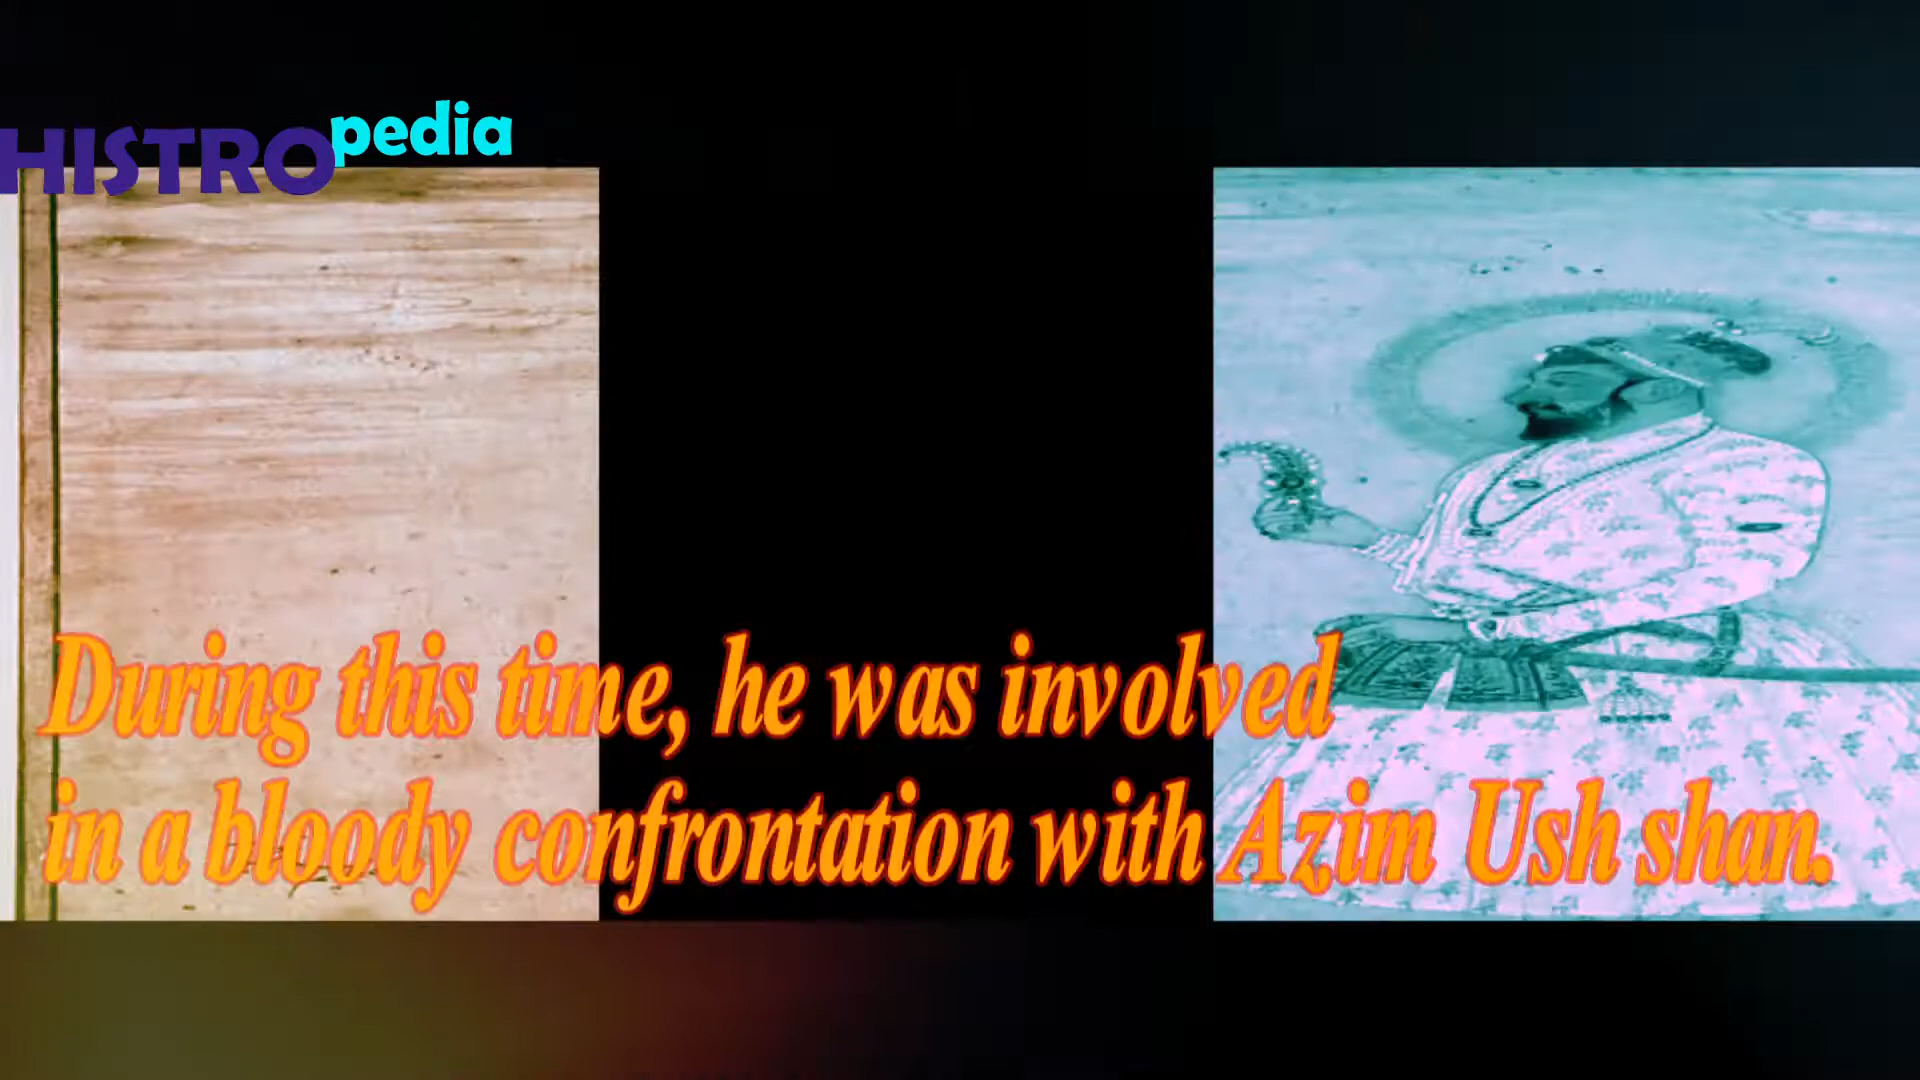 HISTROpedia
During this time, he was involved
in a bloody confrontation with Azim Ush shan.